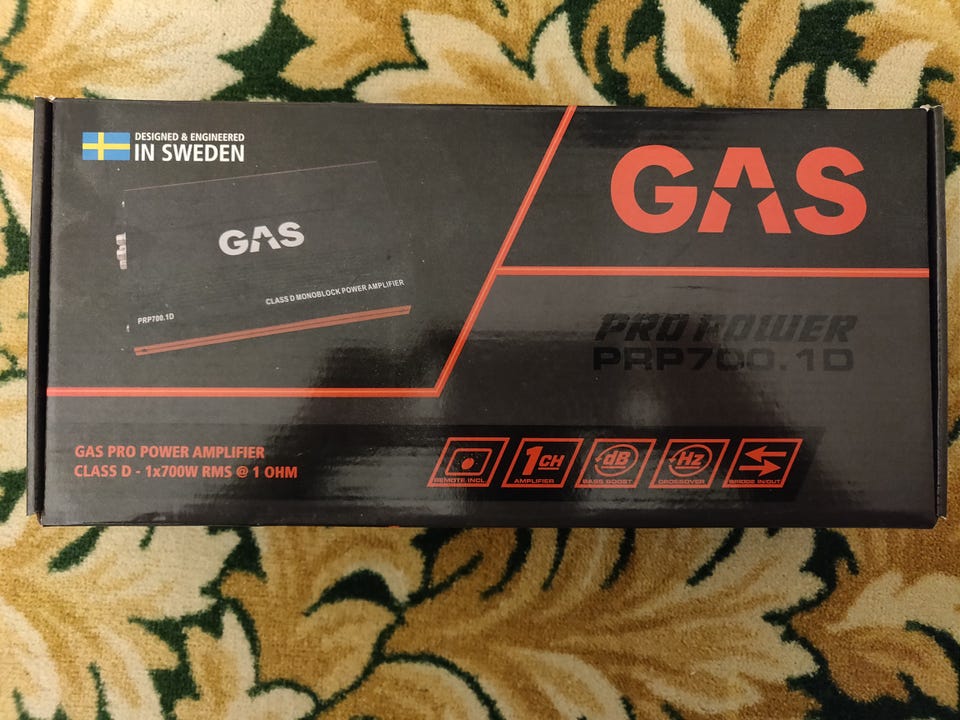 DESIGNED & ENGINEERED
IN SWEDEN
GAS
CLASS D MONOBLOCK POWER AMPLIFIER
PRP700.1D
GAS
PRO POWER
PRP700.1D
GAS PRO POWER AMPLIFIER
CLASS D - 1x700W RMS @ 1 OHM
REMOTE INCL.
1CH
AMPLIFIER
dB
BASS BOOST
Hz
CROSSOVER
BRIDGE IN/OUT